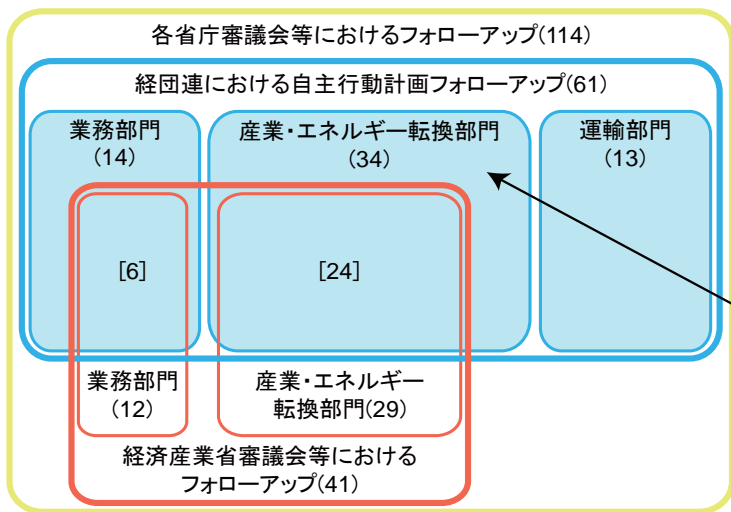 各省庁審議会等におけるフォローアップ(114)
経団連における自主行動計画フォローアップ(61)
業務部門
(14)
産業・エネルギー転換部門
(34)
運輸部門
(13)
[6]
[24]
業務部門
(12)
産業・エネルギー
転換部門(29)
経済産業省審議会等における
フォローアップ(41)